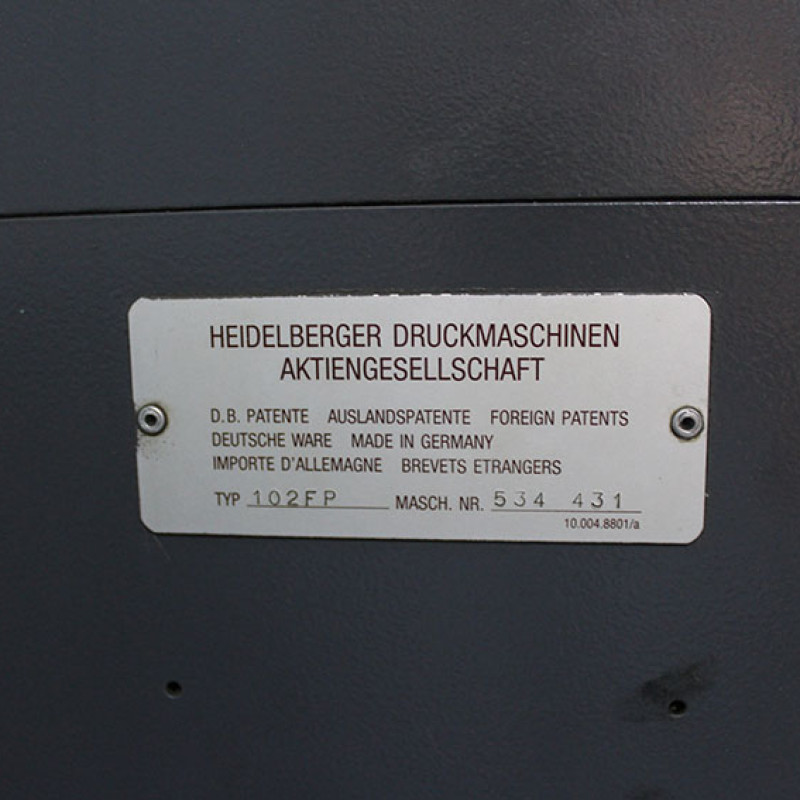 HEIDELBERGER DRUCKMASCHINEN
AKTIENGESELLSCHAFT
D.B. PATENTE AUSLANDSPATENTE FOREIGN PATENTS
DEUTSCHE WARE MADE IN GERMANY
IMPORTE D'ALLEMAGNE BREVETS ETRANGERS
TYP 102FP MASCH. NR. 534 431
10.004.8801/a